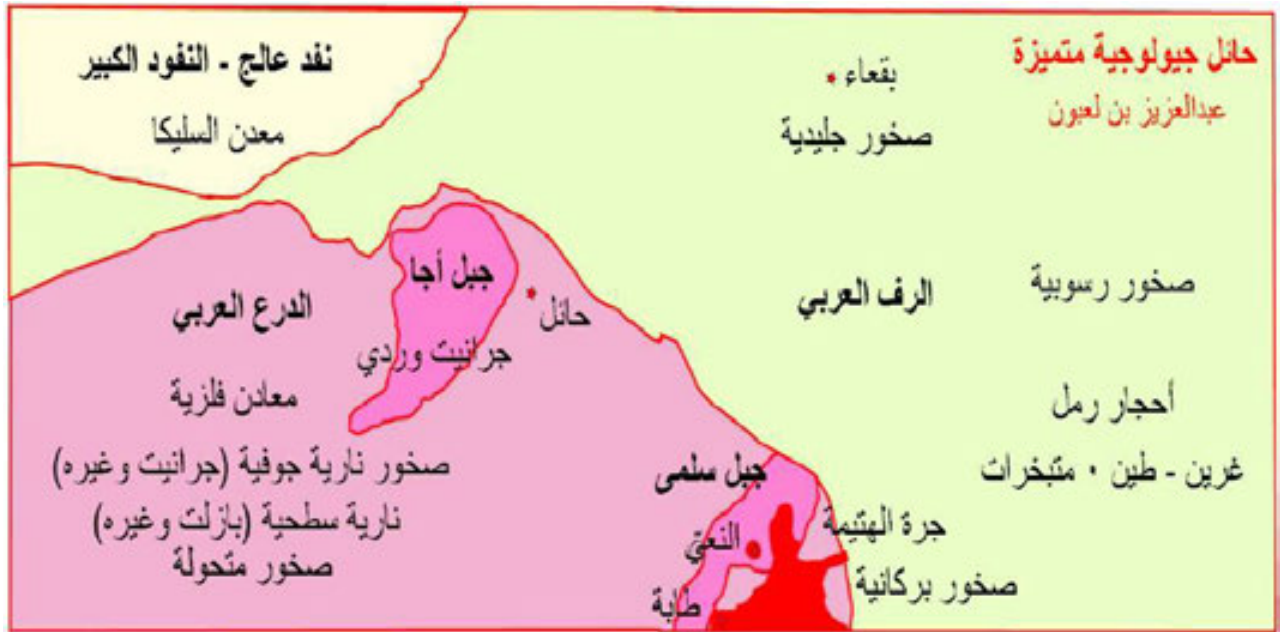 حائل جيولوجية متميزة
عبدالعزيز بن لعبون
نفد عالج - النفود الكبير
معدن السليكا
بقعاء
صخور جليدية
جبل أجا
حائل
جرانيت وردي
الدرع العربي
معادن فلزية
صخور نارية جوفية (جرانيت وغيره)
نارية سطحية (بازلت وغيره)
صخور متحولة
صخور رسوبية
الرف العربي
أحجار رمل
غرين - طين · متبخرات
جبل سلمى
النعي
طابة
جرة الهتيمة
صخور بركانية